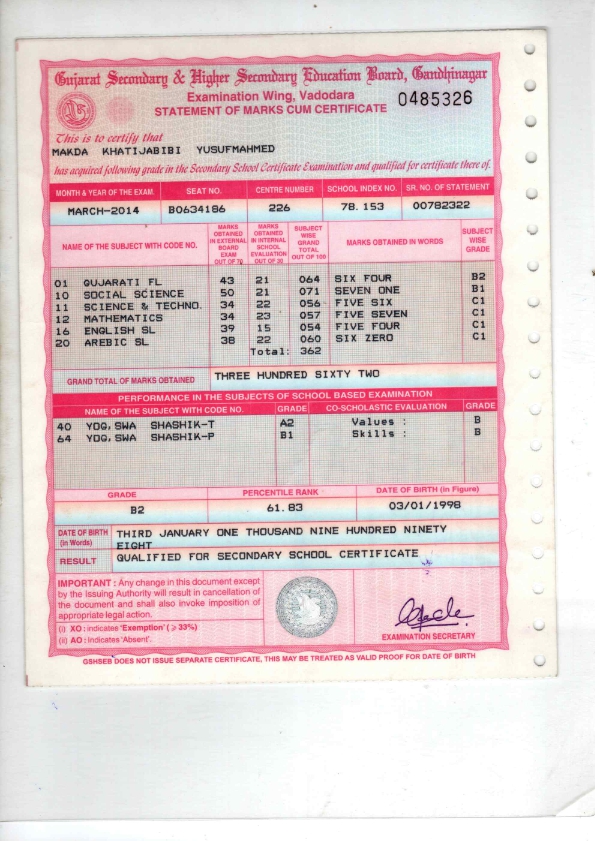 Gujarat Secondary & Higher Secondary Education Board, Gandhinagar
Examination Wing, Vadodara
STATEMENT OF MARKS CUM CERTIFICATE
0485326
This is to certify that
MAKDA KHATIJABIBI YUSUFMAHMED
has acquired following grade in the Secondary School Certificate Examination and qualified for certificate there of.
MONTH & YEAR OF THE EXAM. SEAT NO. CENTRE NUMBER SCHOOL INDEX NO. SR. NO. OF STATEMENT
MARCH-2014 B0634186 226 78.153 00782322
NAME OF THE SUBJECT WITH CODE NO. MARKS OBTAINED IN EXTERNAL BOARD EXAM OUT OF 70 MARKS OBTAINED IN INTERNAL SCHOOL EVALUATION OUT OF 30 SUBJECT WISE GRAND TOTAL OUT OF 100 MARKS OBTAINED IN WORDS SUBJECT WISE GRADE
01 GUJARATI FL 43 21 064 SIX FOUR B2
10 SOCIAL SCIENCE 50 21 071 SEVEN ONE B1
11 SCIENCE & TECHNO. 34 22 056 FIVE SIX C1
12 MATHEMATICS 34 23 057 FIVE SEVEN C1
16 ENGLISH SL 39 15 054 FIVE FOUR C1
20 AREBIC SL 38 22 060 SIX ZERO C1
Total: 362
GRAND TOTAL OF MARKS OBTAINED THREE HUNDRED SIXTY TWO
PERFORMANCE IN THE SUBJECTS OF SCHOOL BASED EXAMINATION
NAME OF THE SUBJECT WITH CODE NO. GRADE CO-SCHOLASTIC EVALUATION GRADE
40 YOG,SWA SHASHIK-T A2 Values : B
64 YOG,SWA SHASHIK-P B1 Skills : B
GRADE PERCENTILE RANK DATE OF BIRTH (in Figure)
B2 61.83 03/01/1998
DATE OF BIRTH (in Words) THIRD JANUARY ONE THOUSAND NINE HUNDRED NINETY
EIGHT
RESULT QUALIFIED FOR SECONDARY SCHOOL CERTIFICATE
IMPORTANT : Any change in this document except
by the issuing Authority will result in cancellation of
the document and shall also invoke imposition of
appropriate legal action.
(i) XO : indicates 'Exemption' (≥ 33%)
(ii) AO : Indicates 'Absent'.
EXAMINATION SECRETARY
GSHSEB DOES NOT ISSUE SEPARATE CERTIFICATE, THIS MAY BE TREATED AS VALID PROOF FOR DATE OF BIRTH